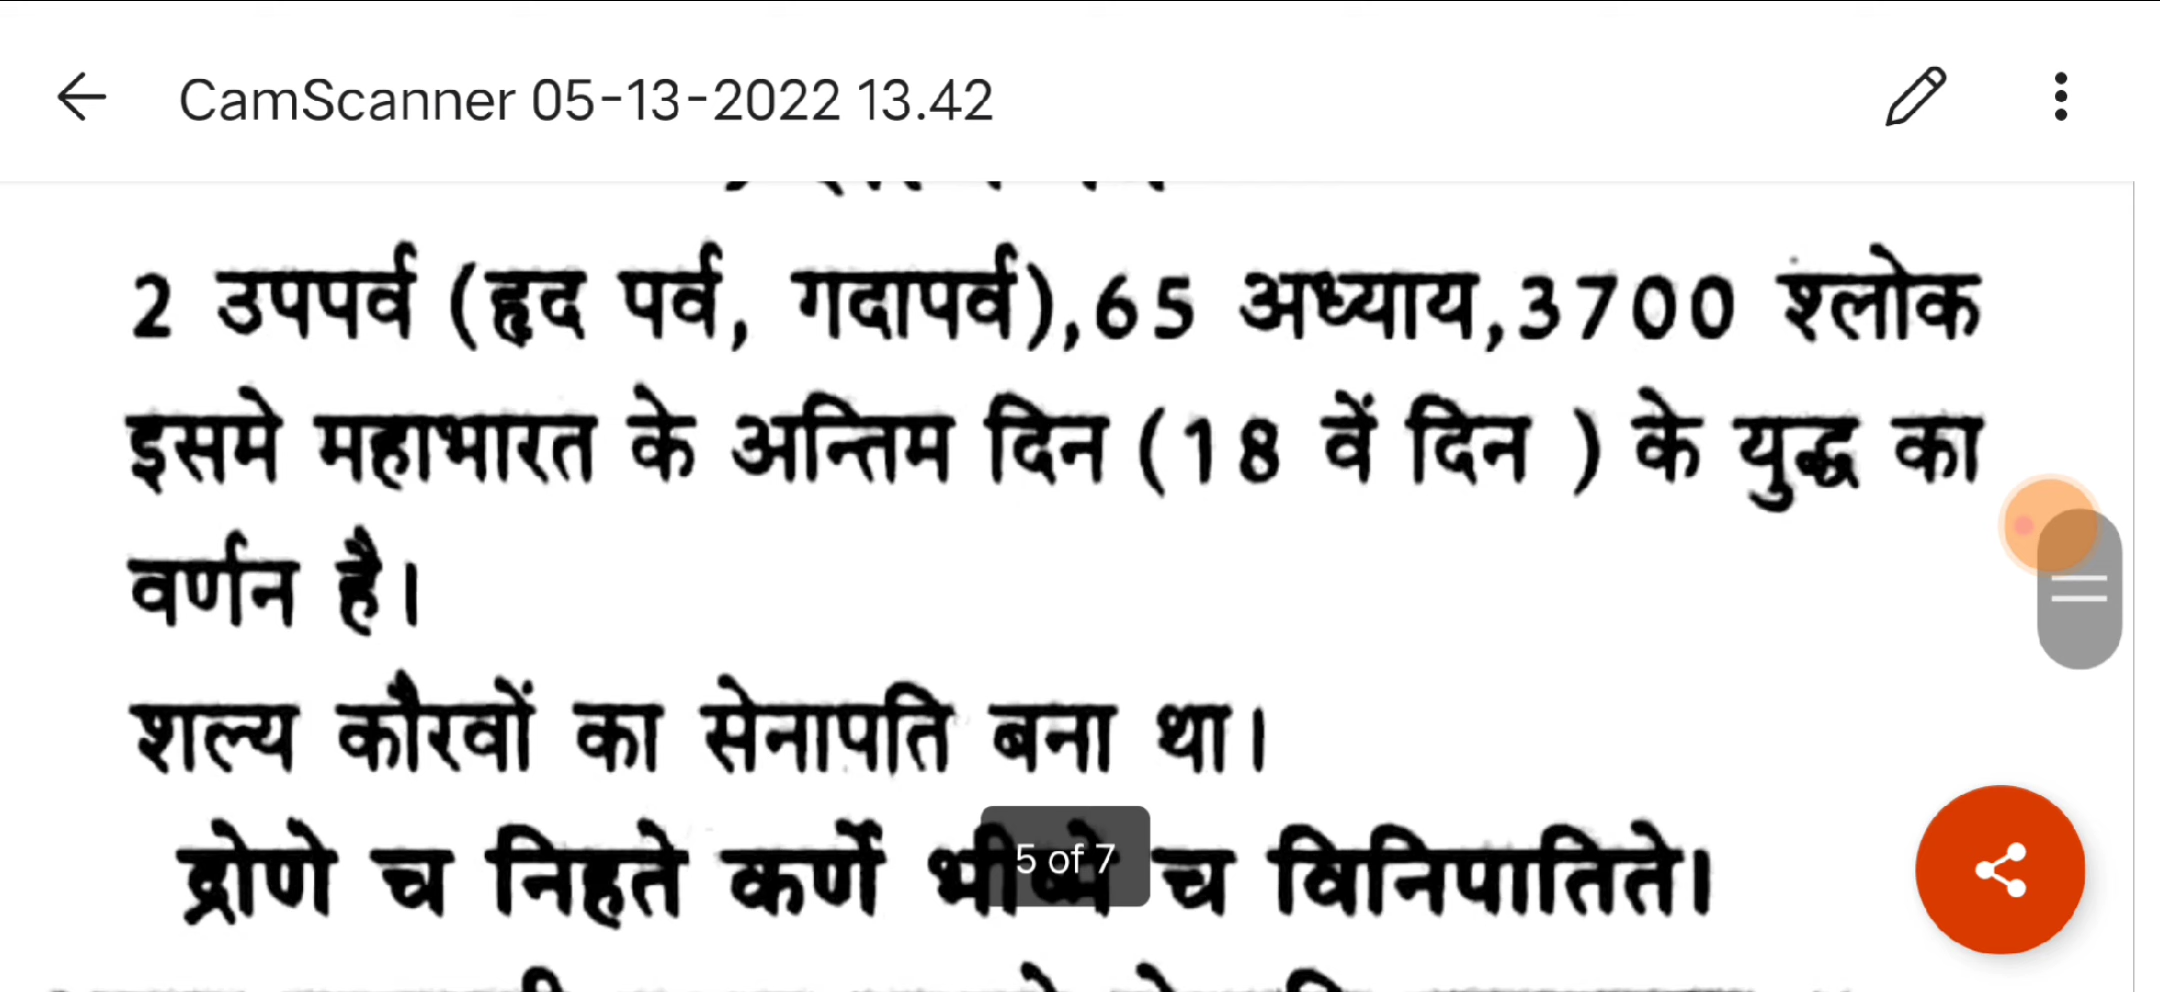 CamScanner 05-13-2022 13.42
2 उपपर्व (हृद पर्व, गदापर्व),65 अध्याय,3700 श्लोक
इसमे महाभारत के अन्तिम दिन (18 वें दिन ) के युद्ध का
वर्णन है।
शल्य कौरवों का सेनापति बना था।
द्रोणे च निहते कर्णे भीष्मे च विनिपातिते।
5 of 7